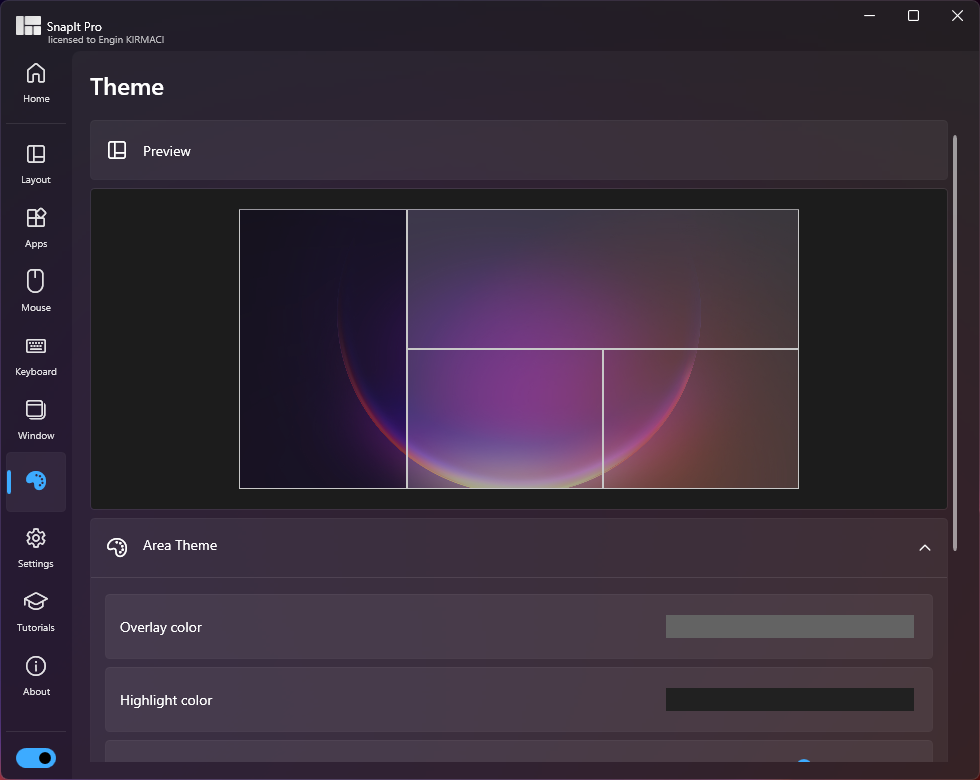 SnapIt Pro
licensed to Engin KIRMACI
Home
Layout
Apps
Mouse
Keyboard
Window
Settings
Tutorials
About
Theme
Preview
Area Theme
Overlay color
Highlight color